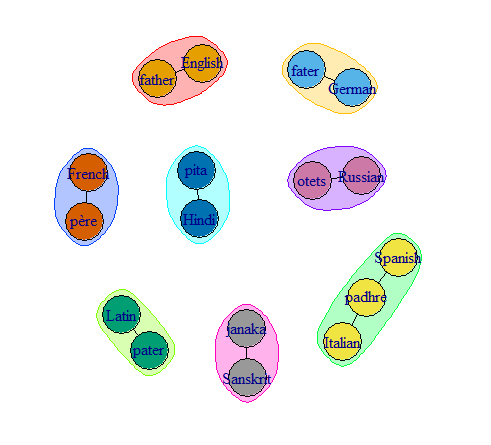 English
father
fater
German
French
père
pita
Hindi
otets
Russian
Spanish
padhre
Italian
Latin
pater
janaka
Sanskrit